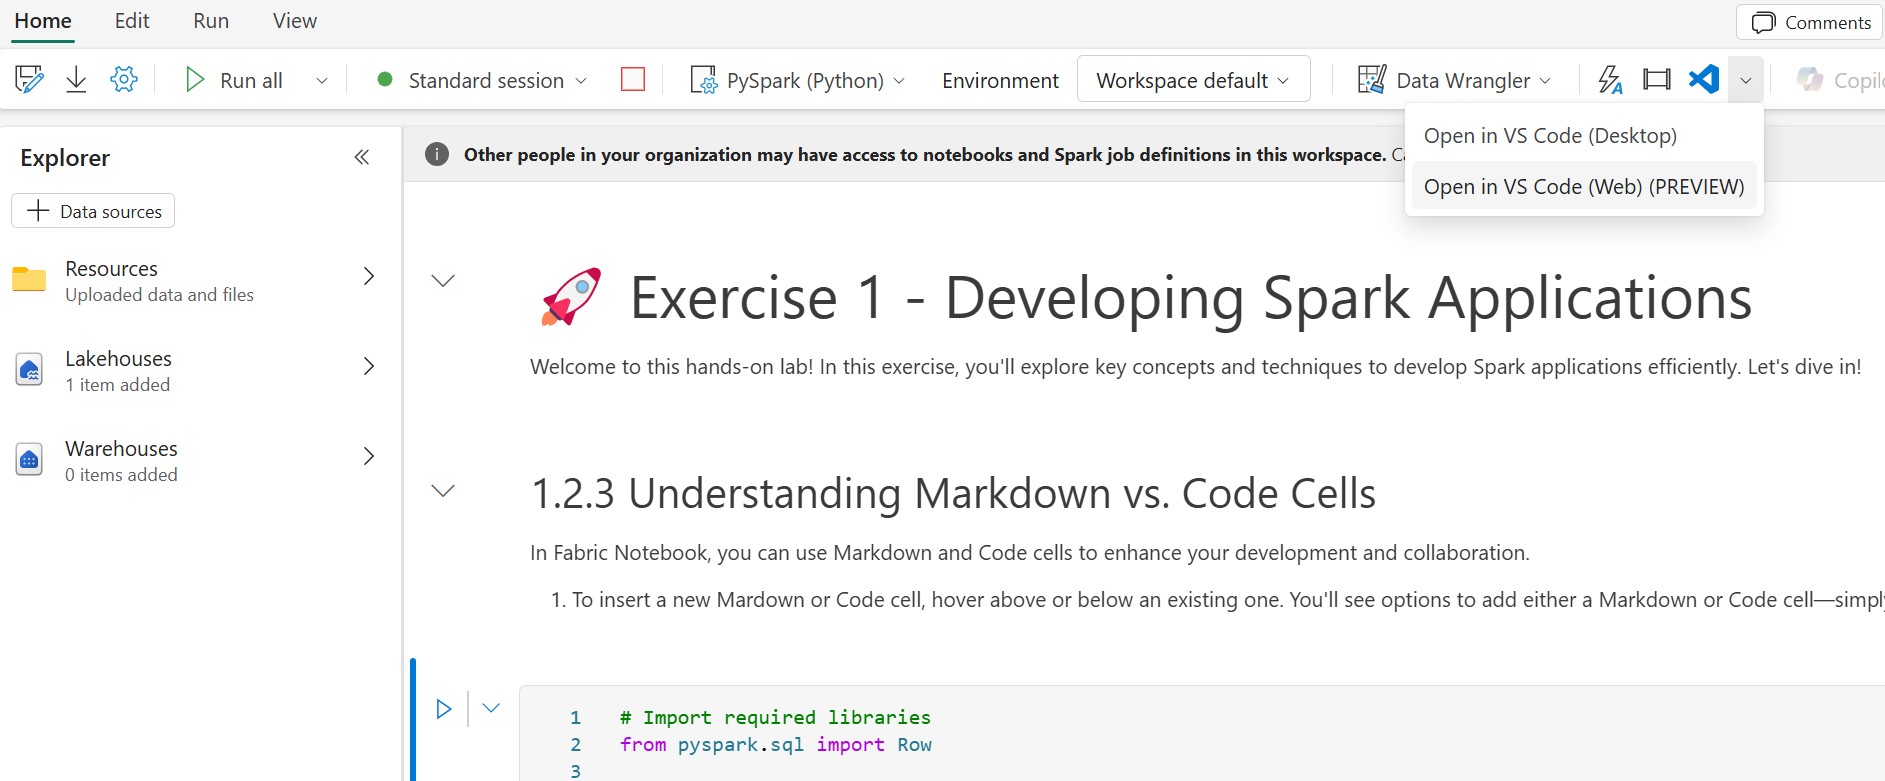 Home Edit Run View Comments
Run all Standard session PySpark (Python) Environment Workspace default Data Wrangler
Open in VS Code (Desktop)
Open in VS Code (Web) (PREVIEW)
Explorer
Data sources
Resources
Uploaded data and files
Lakehouses
1 item added
Warehouses
0 items added
Other people in your organization may have access to notebooks and Spark job definitions in this workspace.
Exercise 1 - Developing Spark Applications
Welcome to this hands-on lab! In this exercise, you'll explore key concepts and techniques to develop Spark applications efficiently. Let's dive in!
1.2.3 Understanding Markdown vs. Code Cells
In Fabric Notebook, you can use Markdown and Code cells to enhance your development and collaboration.
1. To insert a new Mardown or Code cell, hover above or below an existing one. You'll see options to add either a Markdown or Code cell—simply
1 # Import required libraries
2 from pyspark.sql import Row
3